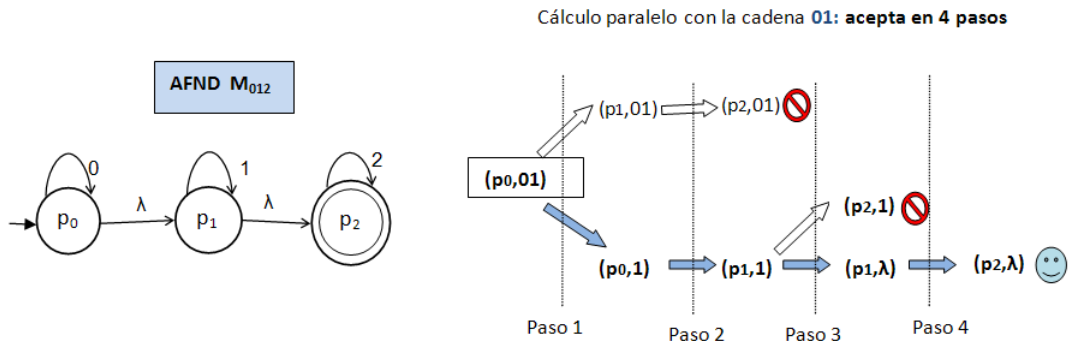 Cálculo paralelo con la cadena 01: acepta en 4 pasos
AFND M012
0
1
2
λ
λ
p0
p1
p2
(p1,01)
(p2,01)
(p0,01)
(p2,1)
(p0,1)
(p1,1)
(p1,λ)
(p2,λ)
Paso 1
Paso 2
Paso 3
Paso 4